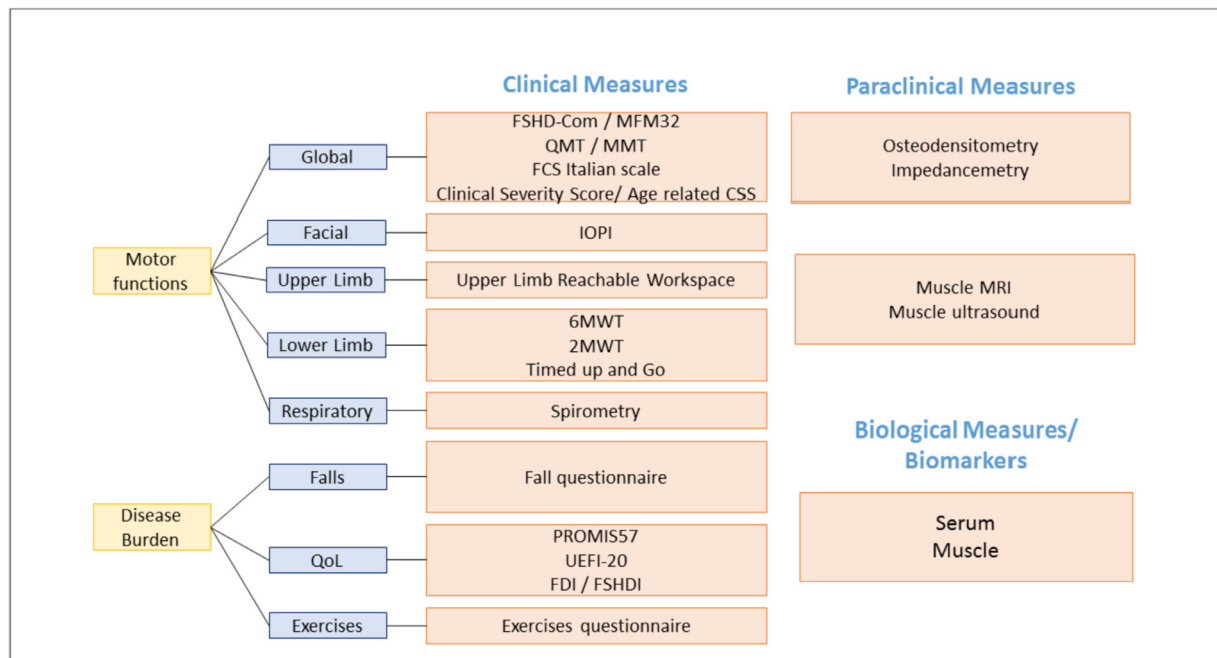 Clinical Measures
Paraclinical Measures
Motor
functions
Global
FSHD-Com / MFM32
QMT / MMT
FCS Italian scale
Clinical Severity Score/ Age related CSS
Facial
IOPI
Upper Limb
Upper Limb Reachable Workspace
Lower Limb
6MWT
2MWT
Timed up and Go
Respiratory
Spirometry
Disease
Burden
Falls
Fall questionnaire
QoL
PROMIS57
UEFI-20
FDI / FSHDI
Exercises
Exercises questionnaire
Osteodensitometry
Impedancemetry
Muscle MRI
Muscle ultrasound
Biological Measures/
Biomarkers
Serum
Muscle